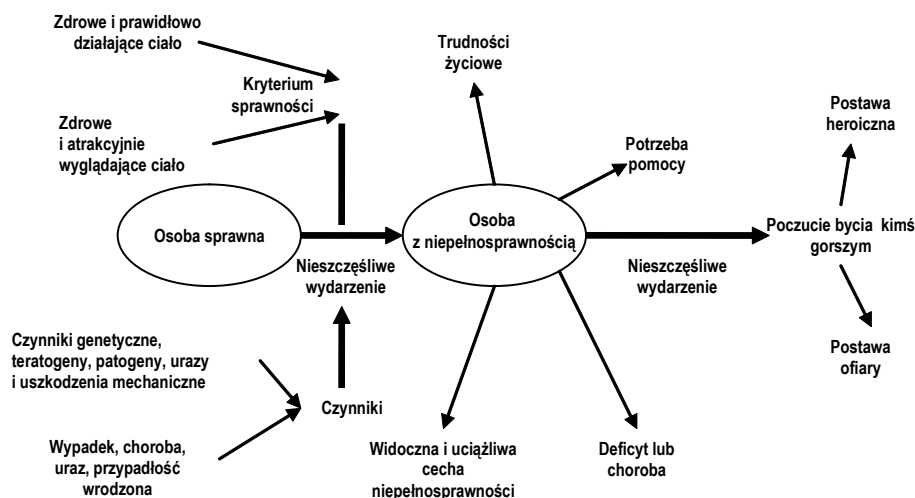 Zdrowe i prawidłowo
działające ciało
Kryterium
sprawności
Zdrowe
i atrakcyjnie
wyglądające ciało
Trudności
życiowe
Potrzeba
pomocy
Postawa
heroiczna
Osoba sprawna
Nieszczęśliwe
wydarzenie
Osoba
z niepełnosprawnością
Nieszczęśliwe
wydarzenie
Poczucie bycia kimś
gorszym
Postawa
ofiary
Czynniki genetyczne,
teratogeny, patogeny, urazy
i uszkodzenia mechaniczne
Czynniki
Wypadek, choroba,
uraz, przypadłość
wrodzona
Widoczna i uciążliwa
cecha
niepełnosprawności
Deficyt lub
choroba